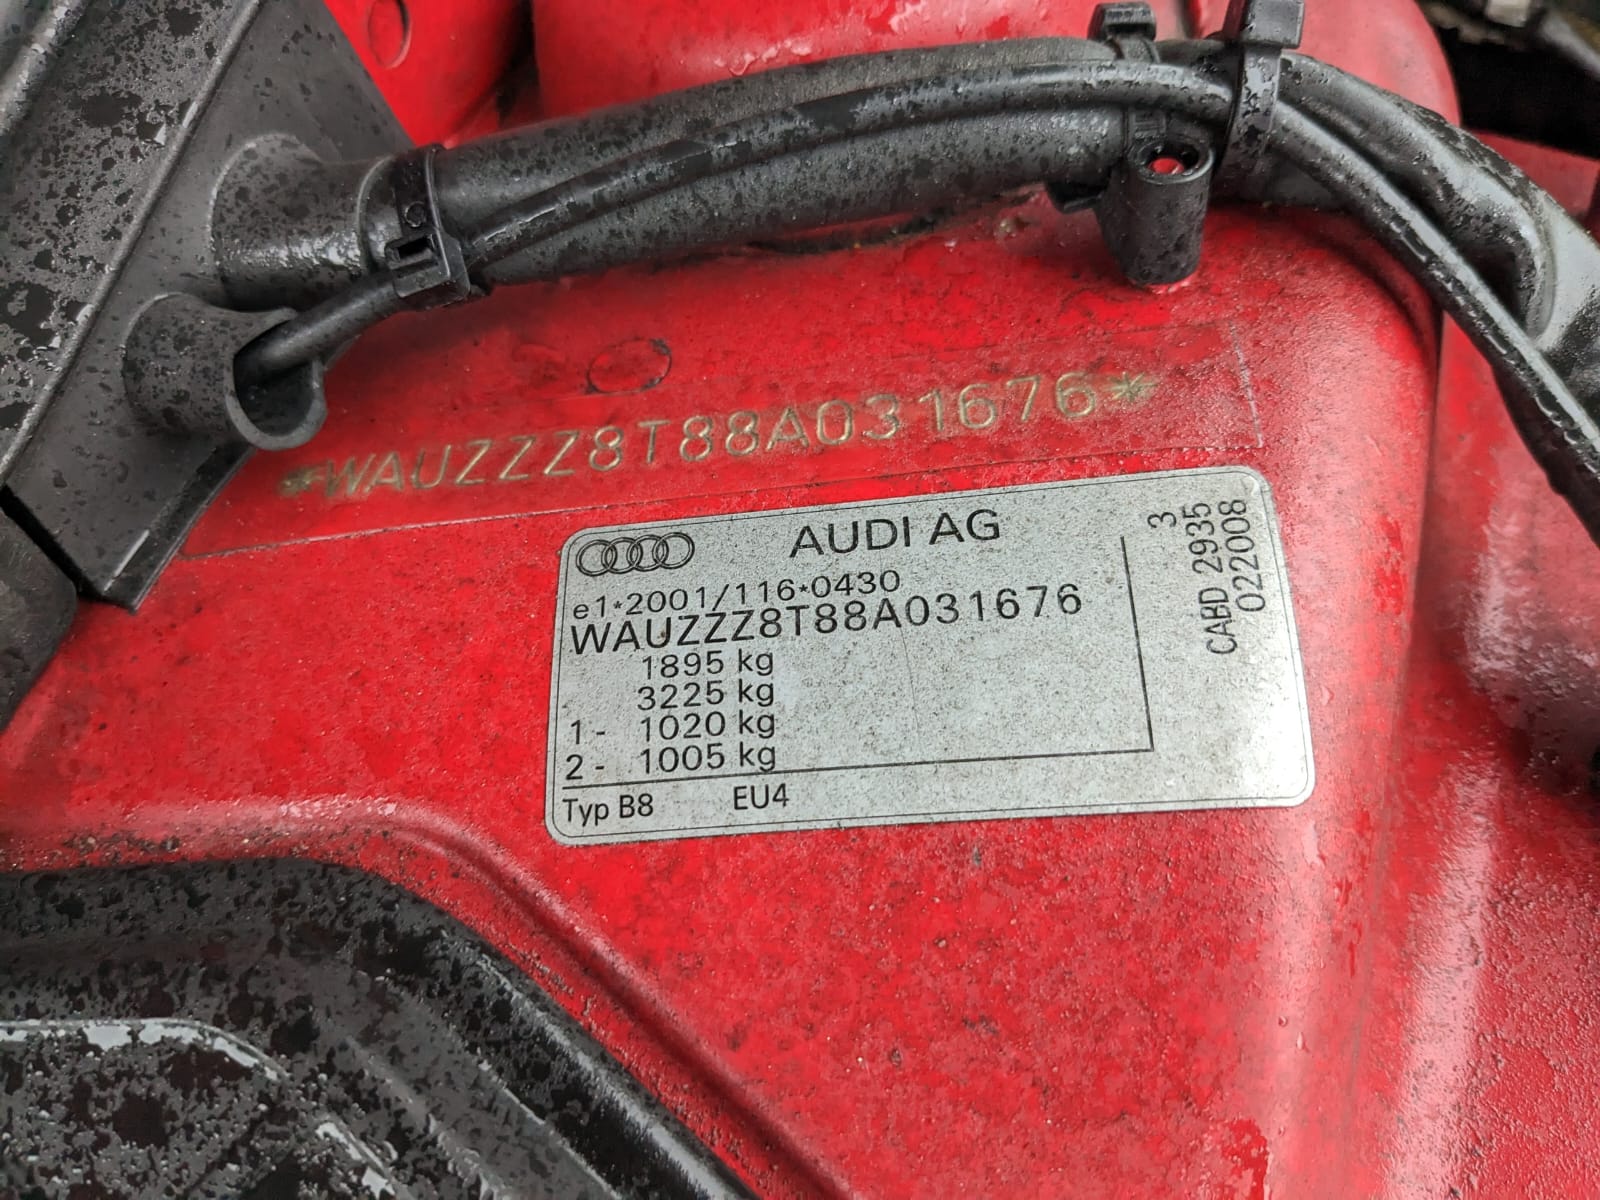 *WAUZZZ8T88A031676*
AUDI AG
e1*2001/116*0430
WAUZZZ8T88A031676
1895 kg
3225 kg
1 - 1020 kg
2 - 1005 kg
Typ B8 EU4
3
CABD 2935
022008